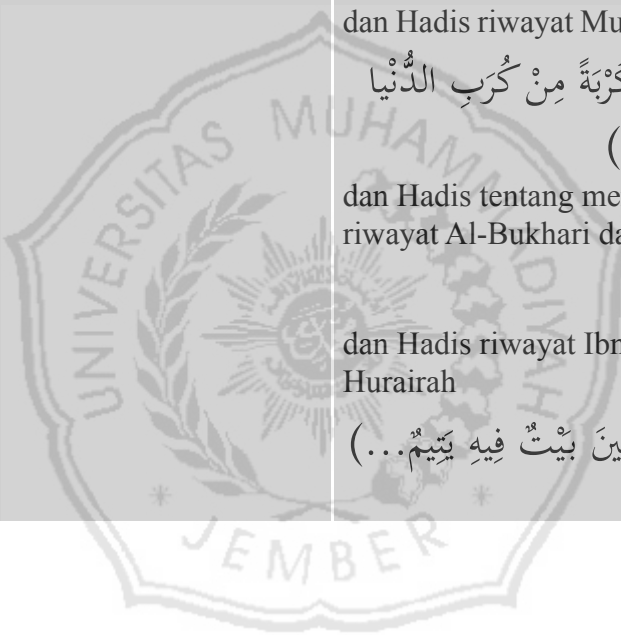 dan Hadis riwayat Mu
كُرْبَةً مِنْ كُرَبِ الدُّنْيا
(
dan Hadis tentang me
riwayat Al-Bukhari da
dan Hadis riwayat Ibn
Hurairah
بَيْتٌ فِيهِ يَتِيمٌ...)
UNIVERSITAS MUHAMMADIYAH
JEMBER